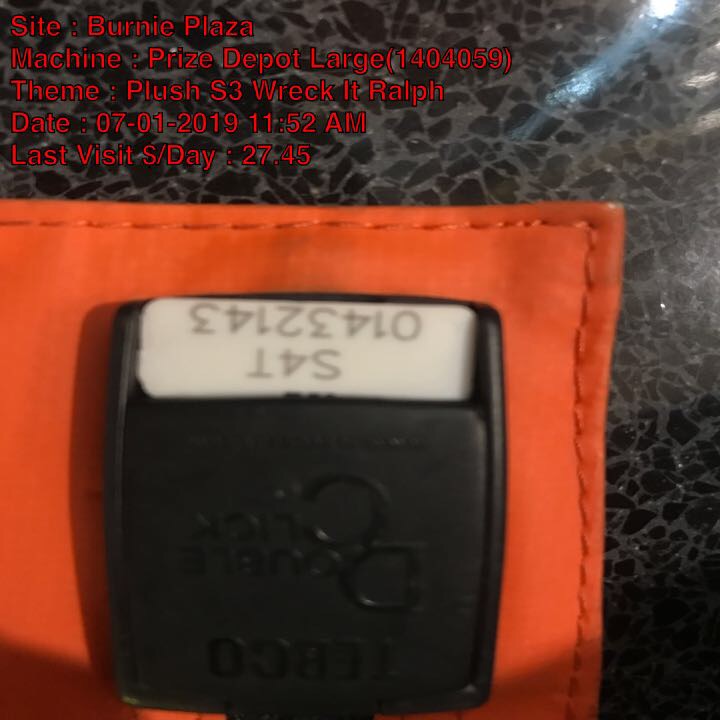 Site : Burnie Plaza
Machine : Prize Depot Large(1404059)
Theme : Plush S3 Wreck It Ralph
Date : 07-01-2019 11:52 AM
Last Visit $/Day : 27.45
TEBCO
DOUBLE
CLICK
S4T
01432143